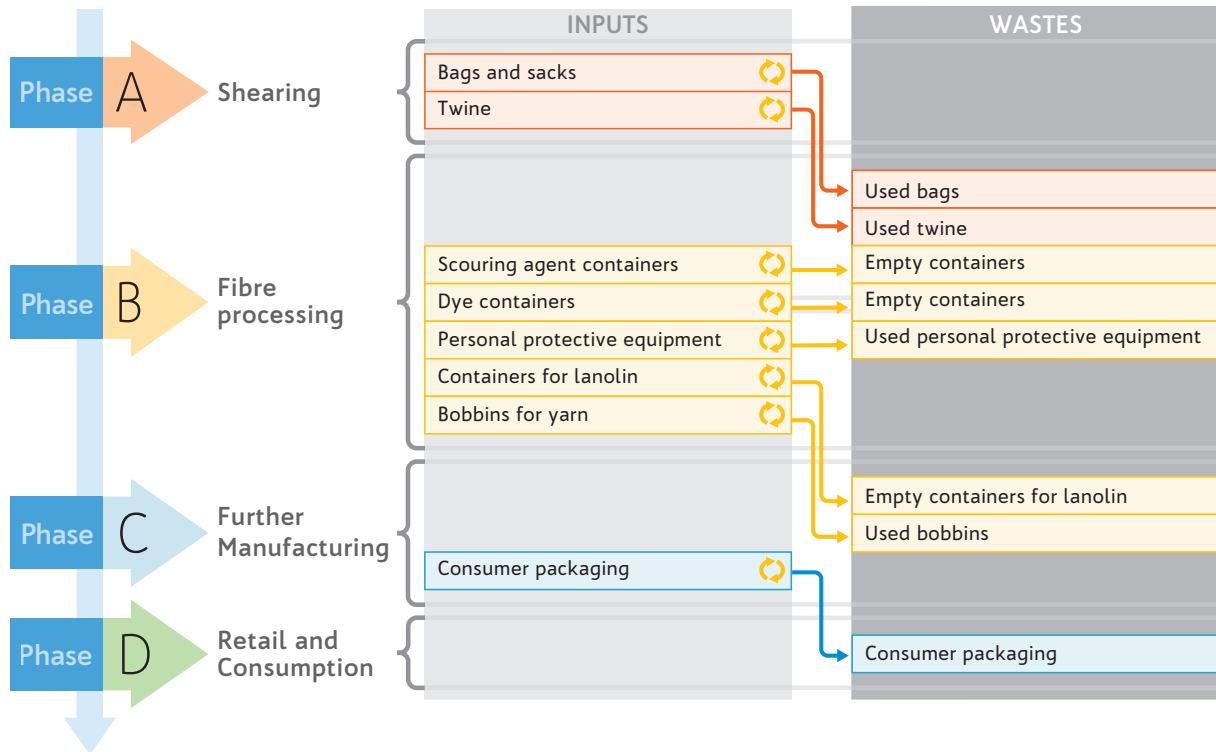 INPUTS
WASTES
Phase A
Shearing
Bags and sacks
Twine
Used bags
Used twine
Phase B
Fibre
processing
Scouring agent containers
Empty containers
Dye containers
Empty containers
Personal protective equipment
Used personal protective equipment
Containers for lanolin
Bobbins for yarn
Phase C
Further
Manufacturing
Empty containers for lanolin
Used bobbins
Consumer packaging
Phase D
Retail and
Consumption
Consumer packaging